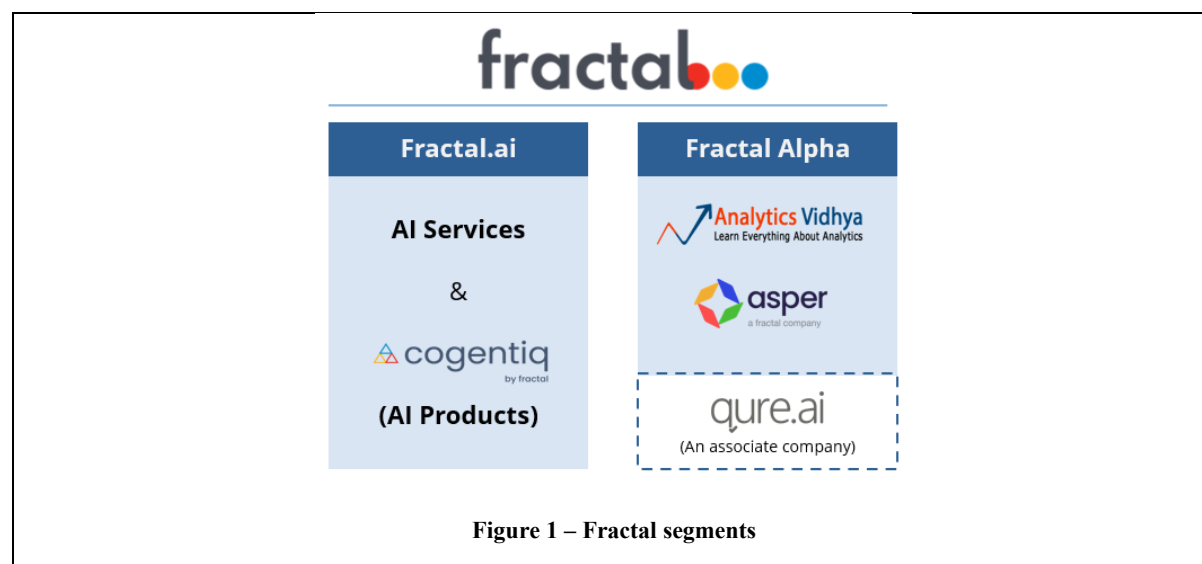 fractal
Fractal.ai
AI Services
&
cogentiq
by fractal
(AI Products)
Fractal Alpha
Analytics Vidhya
Learn Everything About Analytics
asper
a fractal company
qure.ai
(An associate company)
Figure 1 – Fractal segments